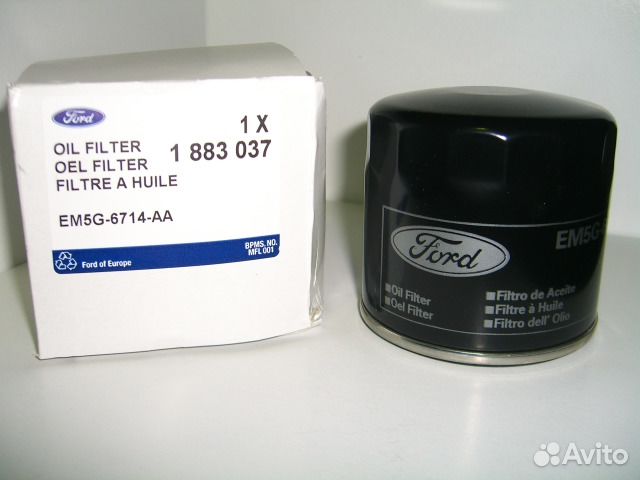 Ford
1 X
OIL FILTER
OEL FILTER
FILTRE A HUILE
1 883 037
EM5G-6714-AA
BPMS. NO.
MFL 001
Ford of Europe
EM5G-
Ford
Oil Filter
Oel Filter
Filtro de Aceite
Filtre à Huile
Filtro dell' Olio
Avito